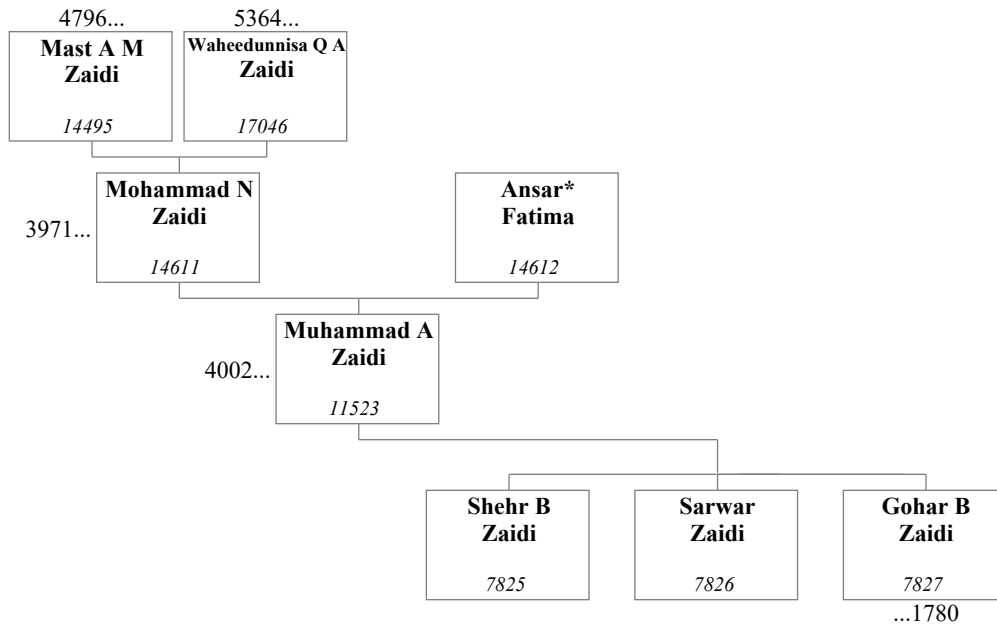 4796...
5364...
Mast A M
Zaidi
14495
Waheedunnisa Q A
Zaidi
17046
3971...
Mohammad N
Zaidi
14611
Ansar*
Fatima
14612
4002...
Muhammad A
Zaidi
11523
Shehr B
Zaidi
7825
Sarwar
Zaidi
7826
Gohar B
Zaidi
7827
...1780